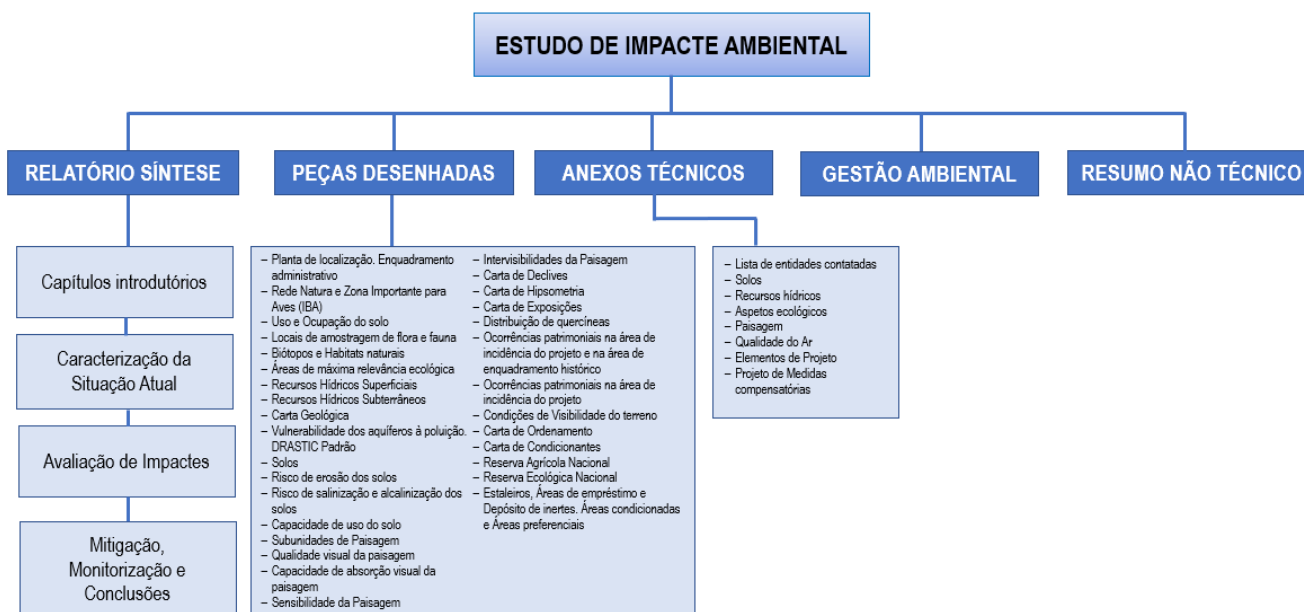 ESTUDO DE IMPACTE AMBIENTAL
RELATÓRIO SÍNTESE
PEÇAS DESENHADAS
ANEXOS TÉCNICOS
GESTÃO AMBIENTAL
RESUMO NÃO TÉCNICO
Capítulos introdutórios
Caracterização da
Situação Atual
Avaliação de Impactes
Mitigação,
Monitorização e
Conclusões
– Planta de localização. Enquadramento
administrativo
– Rede Natura e Zona Importante para
Aves (IBA)
– Uso e Ocupação do solo
– Locais de amostragem de flora e fauna
– Biótopos e Habitats naturais
– Áreas de máxima relevância ecológica
– Recursos Hídricos Superficiais
– Recursos Hídricos Subterrâneos
– Carta Geológica
– Vulnerabilidade dos aquíferos à poluição.
DRASTIC Padrão
– Solos
– Risco de erosão dos solos
– Risco de salinização e alcalinização dos
solos
– Capacidade de uso do solo
– Subunidades de Paisagem
– Qualidade visual da paisagem
– Capacidade de absorção visual da
paisagem
– Sensibilidade da Paisagem
– Intervisibilidades da Paisagem
– Carta de Declives
– Carta de Hipsometria
– Carta de Exposições
– Distribuição de quercíneas
– Ocorrências patrimoniais na área de
incidência do projeto e na área de
enquadramento histórico
– Ocorrências patrimoniais na área de
incidência do projeto
– Condições de Visibilidade do terreno
– Carta de Ordenamento
– Carta de Condicionantes
– Reserva Agrícola Nacional
– Reserva Ecológica Nacional
– Estaleiros, Áreas de empréstimo e
Depósito de inertes. Áreas condicionadas
e Áreas preferenciais
– Lista de entidades contatadas
– Solos
– Recursos hídricos
– Aspetos ecológicos
– Paisagem
– Qualidade do Ar
– Elementos de Projeto
– Projeto de Medidas
compensatórias